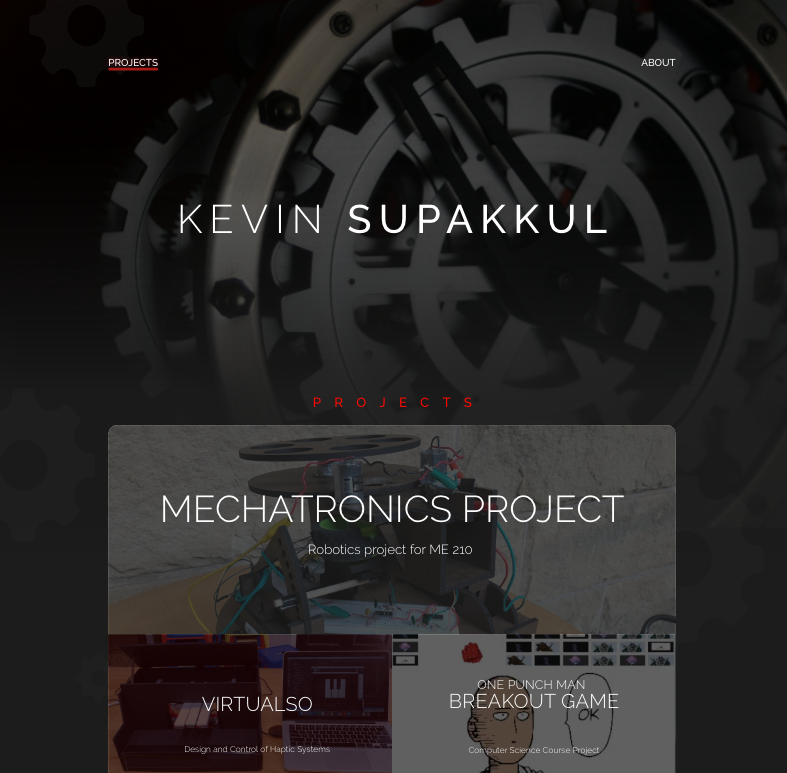 PROJECTS
ABOUT
KEVIN SUPAKKUL
PROJECTS
MECHATRONICS PROJECT
Robotics project for ME 210
VIRTUALSO
Design and Control of Haptic Systems
ONE PUNCH MAN
BREAKOUT GAME
OK
Computer Science Course Project